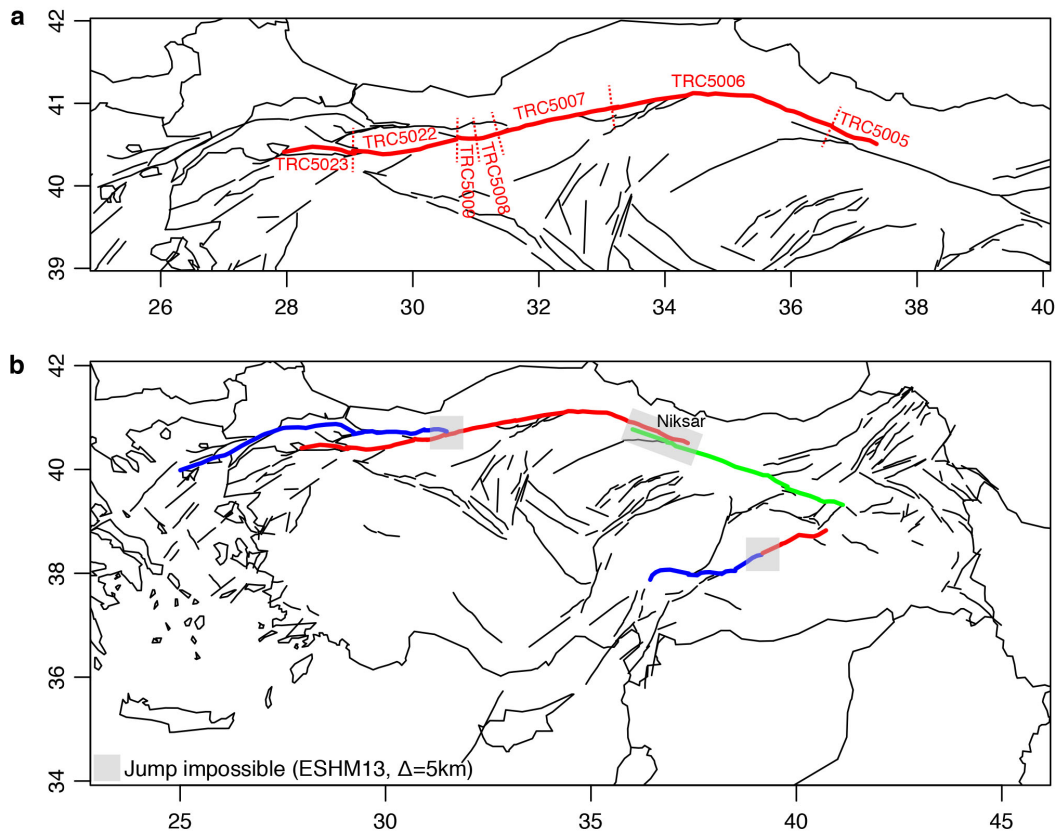 a
42
41
40
39
TRC5006
TRC5007
TRC5022
TRC5005
TRC5023
TRC5009
TRC5008
26
28
30
32
34
36
38
40
b
42
40
38
36
34
Niksar
Jump impossible (ESHM13, Δ=5km)
25
30
35
40
45